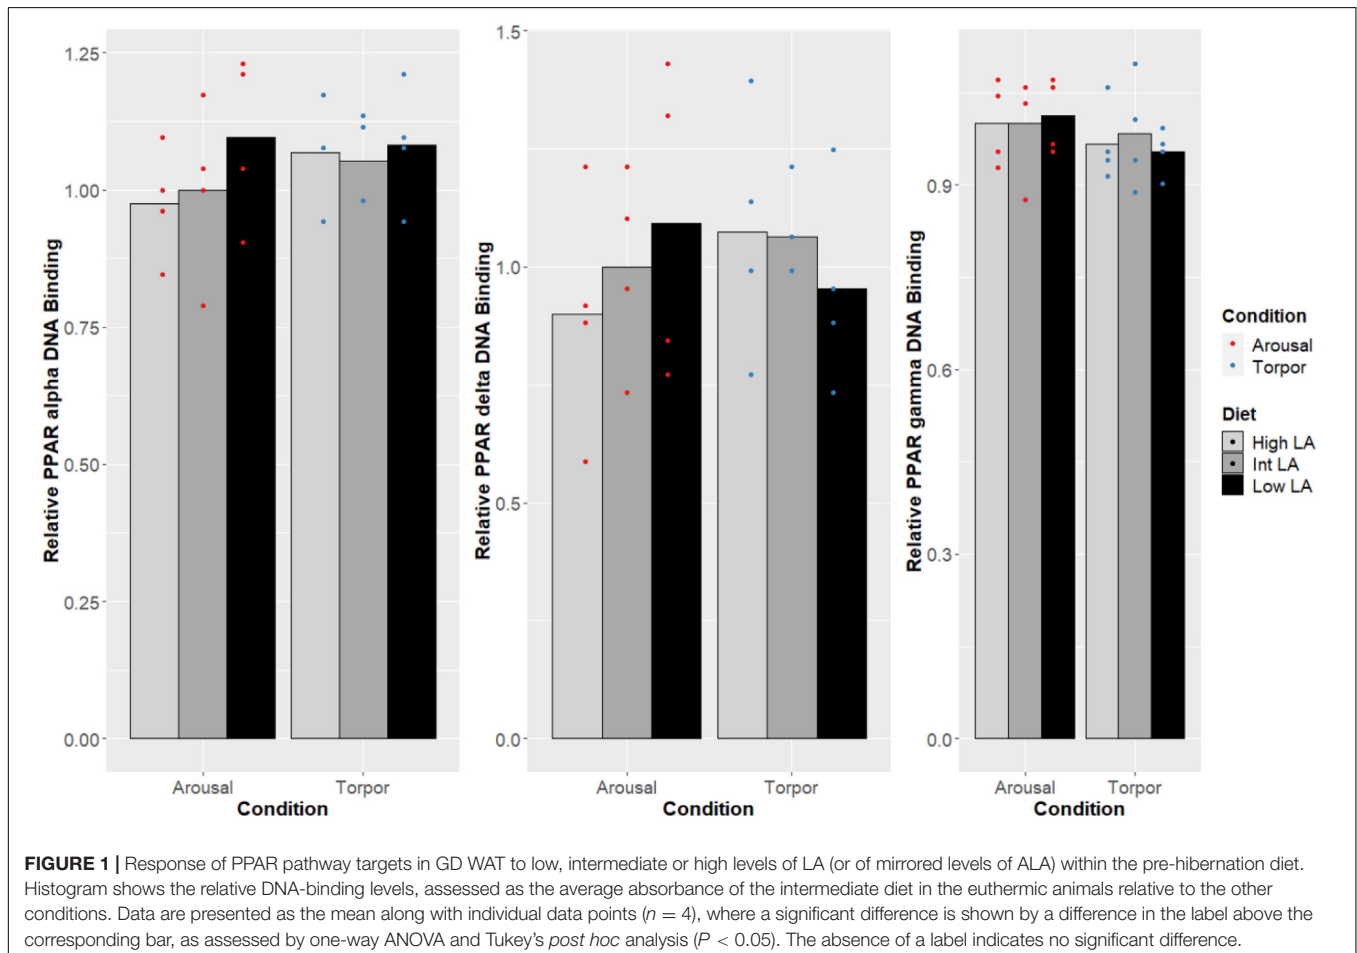 1.25
1.00
0.75
0.50
0.25
0.00
Relative PPAR alpha DNA Binding
Arousal
Torpor
Condition
1.5
1.0
0.5
0.0
Relative PPAR delta DNA Binding
Arousal
Torpor
Condition
0.9
0.6
0.3
0.0
Relative PPAR gamma DNA Binding
Arousal
Torpor
Condition
Condition
Arousal
Torpor
Diet
High LA
Int LA
Low LA
FIGURE 1 | Response of PPAR pathway targets in GD WAT to low, intermediate or high levels of LA (or of mirrored levels of ALA) within the pre-hibernation diet.
Histogram shows the relative DNA-binding levels, assessed as the average absorbance of the intermediate diet in the euthermic animals relative to the other
conditions. Data are presented as the mean along with individual data points (n = 4), where a significant difference is shown by a difference in the label above the
corresponding bar, as assessed by one-way ANOVA and Tukey's post hoc analysis (P < 0.05). The absence of a label indicates no significant difference.